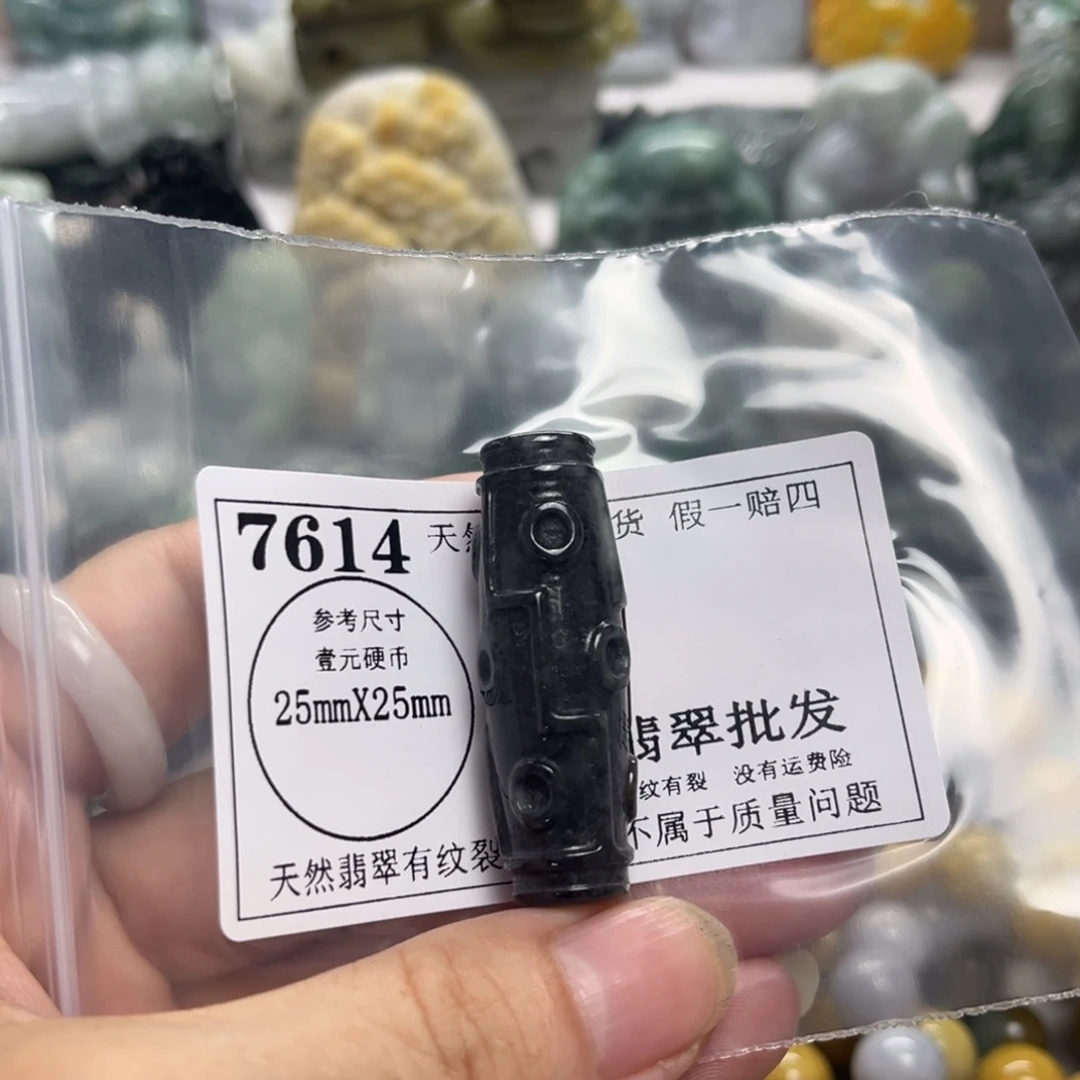 7614 天然 货 假一赔四
参考尺寸
壹元硬币
25mmX25mm
翡翠批发
纹有裂 没有运费险
天然翡翠有纹裂 不属于质量问题